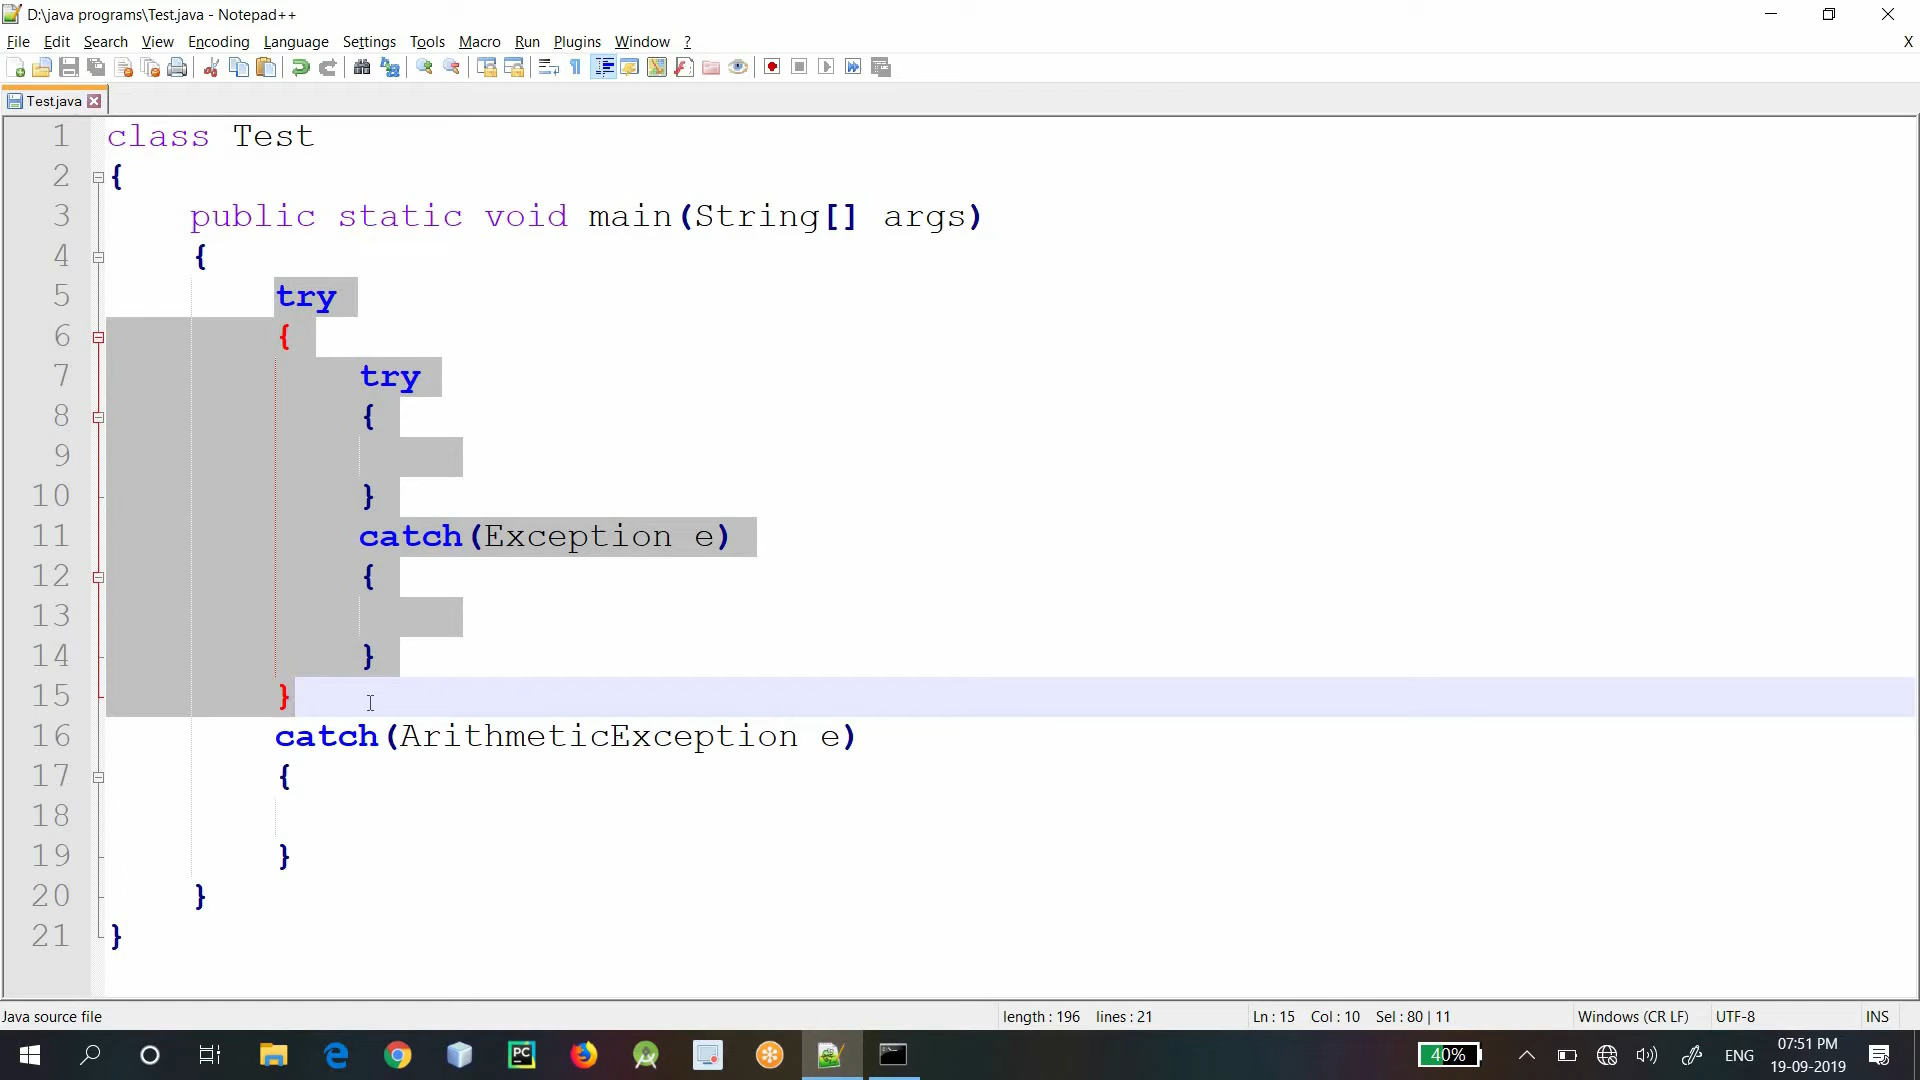 D:\java programs\Test.java - Notepad++
File Edit Search View Encoding Language Settings Tools Macro Run Plugins Window ? X
Test.java
1 class Test
2 {
3 public static void main(String[] args)
4 {
5 try
6 {
7 try
8 {
9
10 }
11 catch(Exception e)
12 {
13
14 }
15 }
16 catch(ArithmeticException e)
17 {
18
19 }
20 }
21 }
Java source file length : 196 lines : 21 Ln : 15 Col : 10 Sel : 80 | 11 Windows (CR LF) UTF-8 INS
PC 40% ENG 07:51 PM
19-09-2019